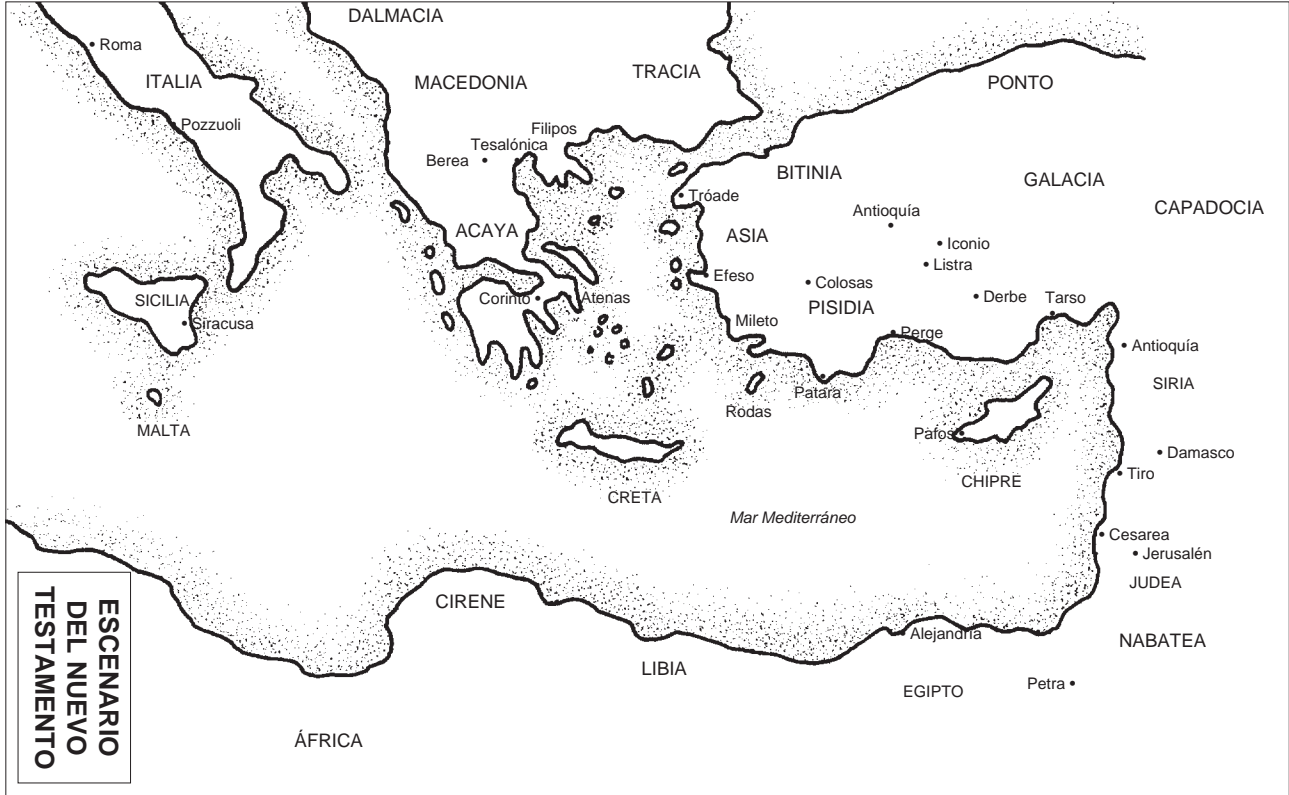 DALMACIA
Roma
ITALIA
MACEDONIA
TRACIA
PONTO
Pozzuoli
Filipos
Tesalónica
Berea
BITINIA
GALACIA
Tróade
CAPADOCIA
Antioquía
ACAYA
ASIA
Iconio
Listra
Efeso
Colosas
SICILIA
Corinto
Atenas
Derbe
Tarso
PISIDIA
Siracusa
Mileto
Perge
Antioquía
SIRIA
Patara
Rodas
MALTA
Pafos
Damasco
Tiro
CHIPRE
CRETA
Mar Mediterráneo
Cesarea
Jerusalén
JUDEA
CIRENE
Alejandría
NABATEA
LIBIA
EGIPTO
Petra
ÁFRICA
ESCENARIO
DEL NUEVO
TESTAMENTO